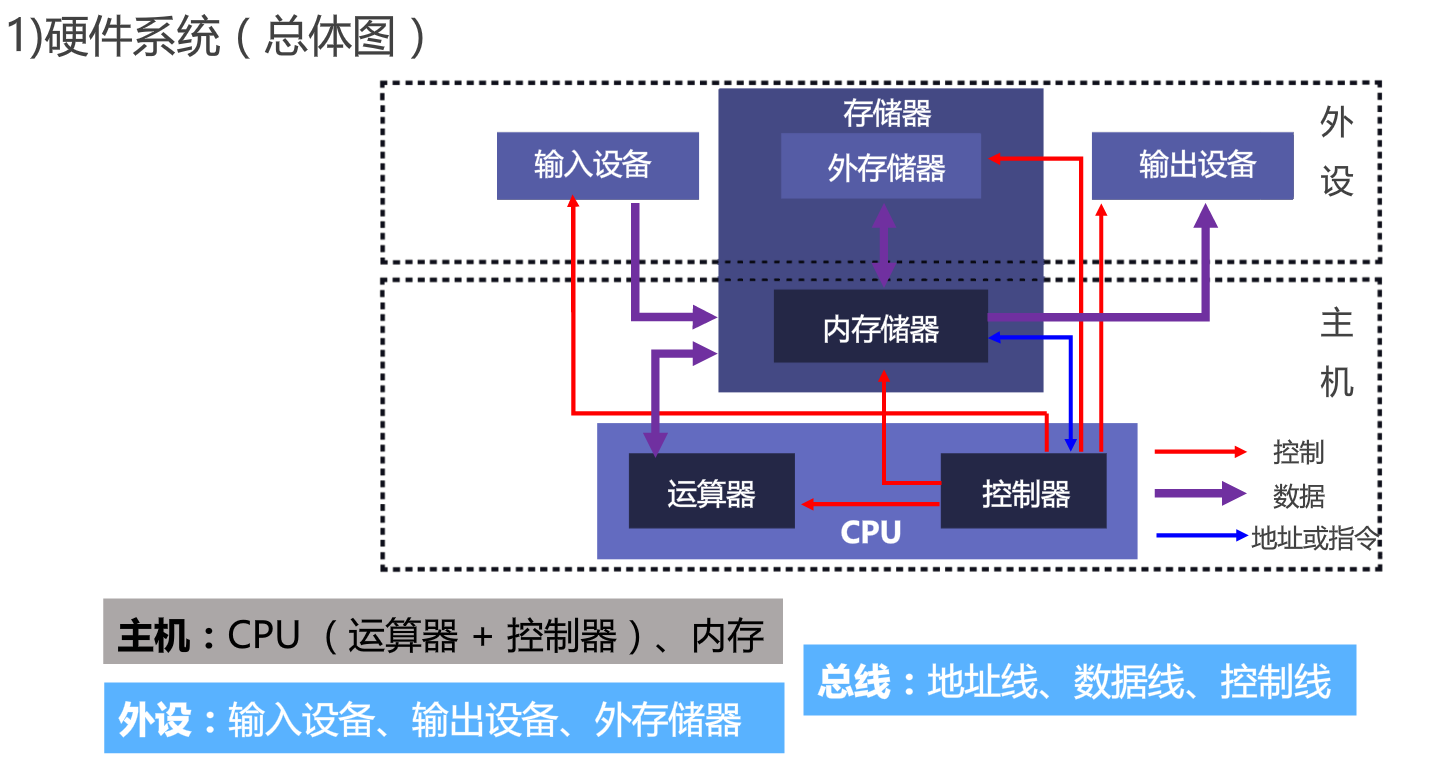 1)硬件系统（总体图）
存储器
外
设
输入设备
外存储器
输出设备
内存储器
主
机
运算器
控制器
CPU
控制
数据
地址或指令
主机：CPU （运算器 + 控制器）、内存
总线：地址线、数据线、控制线
外设：输入设备、输出设备、外存储器